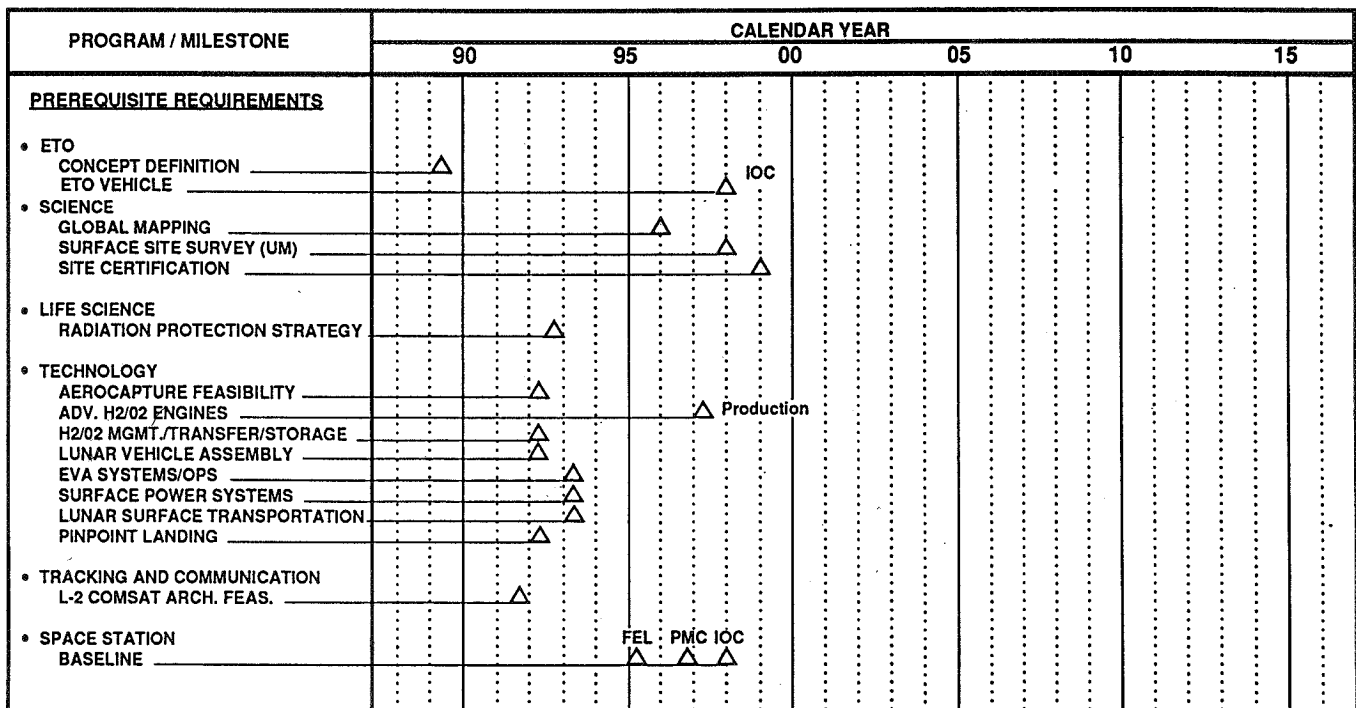 PROGRAM / MILESTONE
CALENDAR YEAR
90 95 00 05 10 15
PREREQUISITE REQUIREMENTS
• ETO
CONCEPT DEFINITION
ETO VEHICLE IOC
• SCIENCE
GLOBAL MAPPING
SURFACE SITE SURVEY (UM)
SITE CERTIFICATION
• LIFE SCIENCE
RADIATION PROTECTION STRATEGY
• TECHNOLOGY
AEROCAPTURE FEASIBILITY
ADV. H2/02 ENGINES Production
H2/02 MGMT./TRANSFER/STORAGE
LUNAR VEHICLE ASSEMBLY
EVA SYSTEMS/OPS
SURFACE POWER SYSTEMS
LUNAR SURFACE TRANSPORTATION
PINPOINT LANDING
• TRACKING AND COMMUNICATION
L-2 COMSAT ARCH. FEAS.
• SPACE STATION FEL PMC IOC
BASELINE